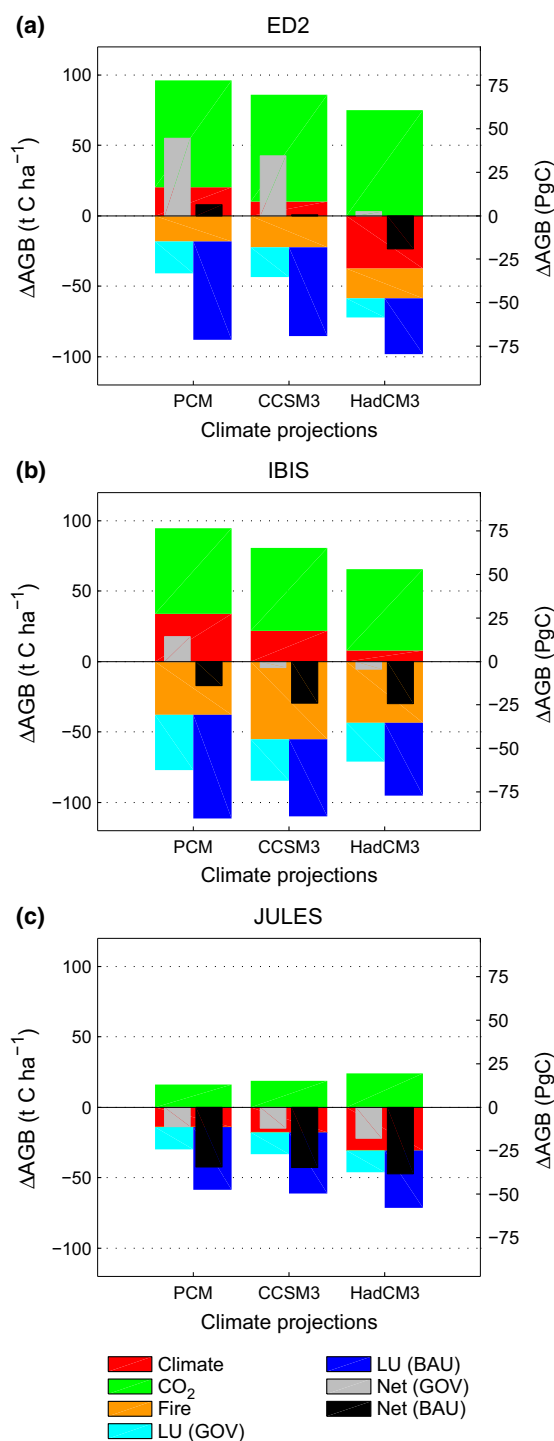 (a) ED2
ΔAGB (t C ha⁻¹)
100
50
0
−50
−100
75
50
25
0
−25
−50
−75
ΔAGB (PgC)
PCM CCSM3 HadCM3
Climate projections
(b) IBIS
ΔAGB (t C ha⁻¹)
100
50
0
−50
−100
75
50
25
0
−25
−50
−75
ΔAGB (PgC)
PCM CCSM3 HadCM3
Climate projections
(c) JULES
ΔAGB (t C ha⁻¹)
100
50
0
−50
−100
75
50
25
0
−25
−50
−75
ΔAGB (PgC)
PCM CCSM3 HadCM3
Climate projections
Climate
CO₂
Fire
LU (GOV)
LU (BAU)
Net (GOV)
Net (BAU)